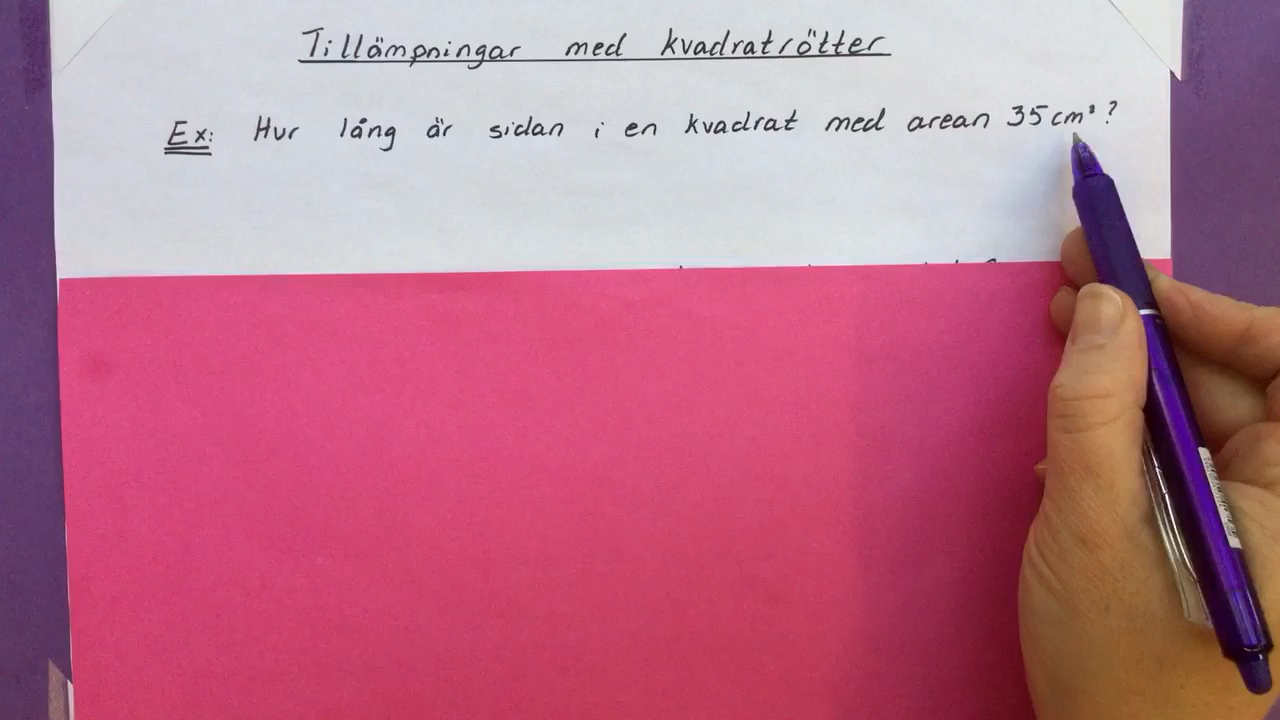 Tillämpningar med kvadratrötter
Ex: Hur lång är sidan i en kvadrat med arean 35 cm²?